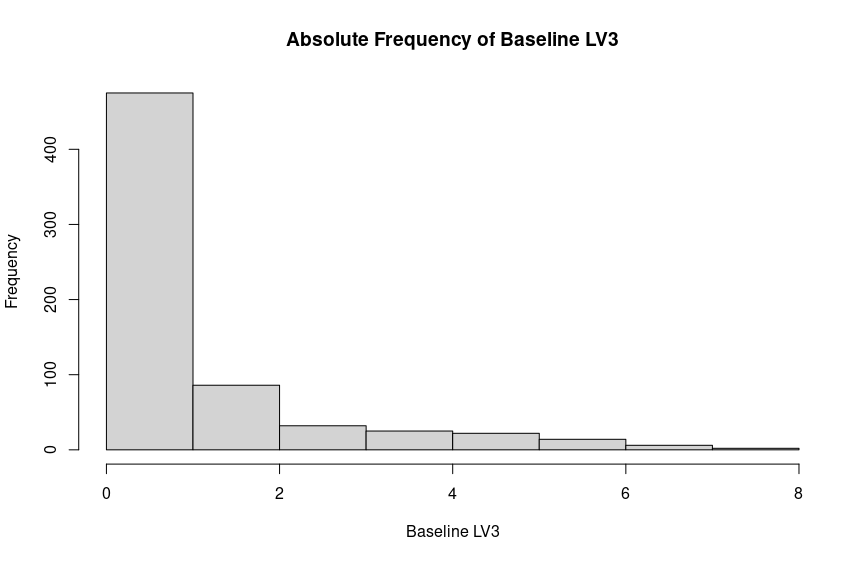 Absolute Frequency of Baseline LV3
Frequency
400
300
200
100
0
0 2 4 6 8
Baseline LV3